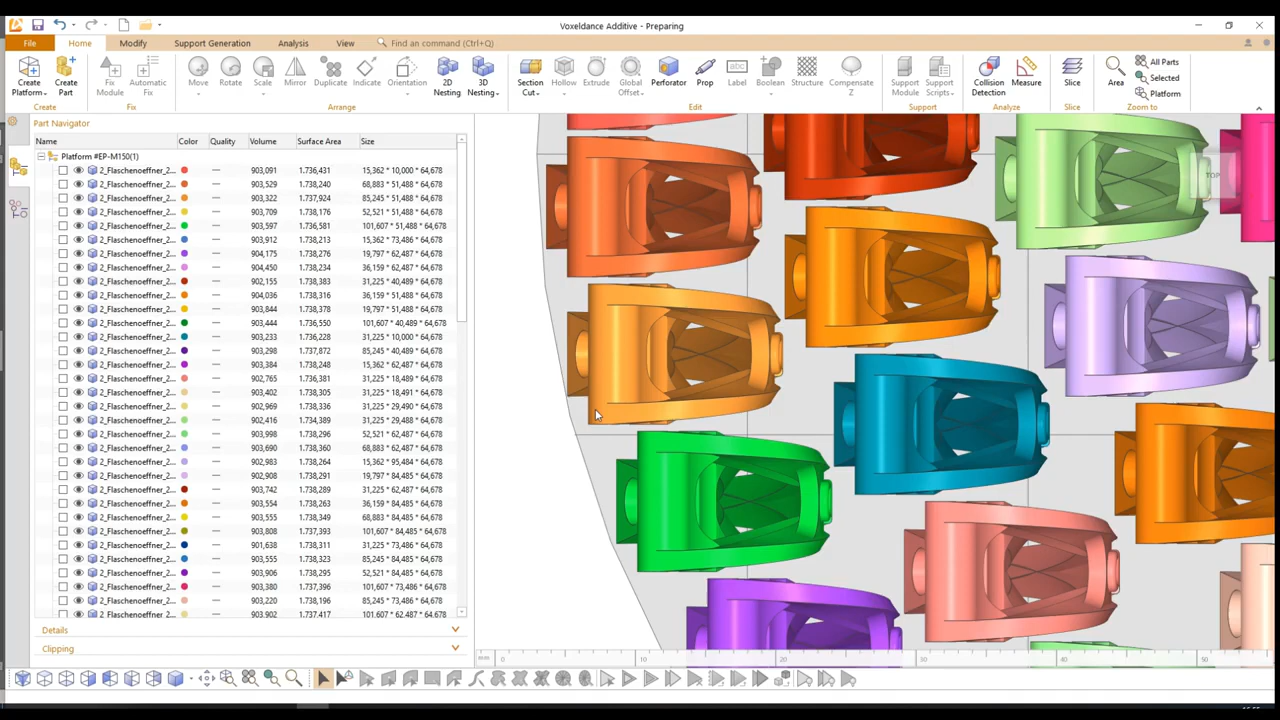 Voxeldance Additive - Preparing
File Home Modify Support Generation Analysis View Find an command (Ctrl+Q)
Create Platform Create Part Fix Module Automatic Fix Move Rotate Scale Mirror Duplicate Indicate Orientation 2D Nesting 3D Nesting Section Cut Hollow Extrude Global Offset Perforator Prop Label Boolean Structure Compensate Z Support Module Support Scripts Collision Detection Measure Slice Area All Parts Selected Platform
Create Fix Arrange Edit Support Analyze Slice Zoom to
Part Navigator
Name Color Quality Volume Surface Area Size
Platform #EP-M150(1)
2_Flaschenoeffner_2... — 903,091 1.736,431 15,362 * 10,000 * 64,678
2_Flaschenoeffner_2... — 903,529 1.738,240 68,883 * 51,488 * 64,678
2_Flaschenoeffner_2... — 903,322 1.737,924 85,245 * 51,488 * 64,678
2_Flaschenoeffner_2... — 903,709 1.738,176 52,521 * 51,488 * 64,678
2_Flaschenoeffner_2... — 903,597 1.736,581 101,607 * 51,488 * 64,678
2_Flaschenoeffner_2... — 903,912 1.738,213 15,362 * 73,486 * 64,678
2_Flaschenoeffner_2... — 904,175 1.738,276 19,797 * 62,487 * 64,678
2_Flaschenoeffner_2... — 904,450 1.738,234 36,159 * 62,487 * 64,678
2_Flaschenoeffner_2... — 902,155 1.738,383 31,225 * 40,489 * 64,678
2_Flaschenoeffner_2... — 904,036 1.738,316 36,159 * 51,488 * 64,678
2_Flaschenoeffner_2... — 903,844 1.738,378 19,797 * 51,488 * 64,678
2_Flaschenoeffner_2... — 903,444 1.736,550 101,607 * 40,489 * 64,678
2_Flaschenoeffner_2... — 903,233 1.736,228 31,225 * 10,000 * 64,678
2_Flaschenoeffner_2... — 903,298 1.737,872 85,245 * 40,489 * 64,678
2_Flaschenoeffner_2... — 903,384 1.738,248 15,362 * 62,487 * 64,678
2_Flaschenoeffner_2... — 902,765 1.736,381 31,225 * 18,489 * 64,678
2_Flaschenoeffner_2... — 903,402 1.738,305 31,225 * 18,491 * 64,678
2_Flaschenoeffner_2... — 902,969 1.738,336 31,225 * 29,490 * 64,678
2_Flaschenoeffner_2... — 902,416 1.734,389 31,225 * 29,488 * 64,678
2_Flaschenoeffner_2... — 903,998 1.738,296 52,521 * 62,487 * 64,678
2_Flaschenoeffner_2... — 903,690 1.738,360 68,883 * 62,487 * 64,678
2_Flaschenoeffner_2... — 902,983 1.738,264 15,362 * 95,484 * 64,678
2_Flaschenoeffner_2... — 902,908 1.738,291 19,797 * 84,485 * 64,678
2_Flaschenoeffner_2... — 903,742 1.738,289 31,225 * 84,485 * 64,678
2_Flaschenoeffner_2... — 903,554 1.738,263 36,159 * 84,485 * 64,678
2_Flaschenoeffner_2... — 903,555 1.738,349 68,883 * 84,485 * 64,678
2_Flaschenoeffner_2... — 903,808 1.738,393 101,607 * 84,485 * 64,678
2_Flaschenoeffner_2... — 901,638 1.738,311 31,225 * 73,486 * 64,678
2_Flaschenoeffner_2... — 903,555 1.738,323 36,159 * 73,486 * 64,678
2_Flaschenoeffner_2... — 903,906 1.738,295 52,521 * 84,485 * 64,678
2_Flaschenoeffner_2... — 903,380 1.737,396 101,607 * 73,486 * 64,678
2_Flaschenoeffner_2... — 903,220 1.738,196 85,245 * 73,486 * 64,678
2_Flaschenoeffner_2... — 903,902 1.737,417 101,607 * 62,487 * 64,678
Details
Clipping
TOP
mm 0 10 20 30 40 50